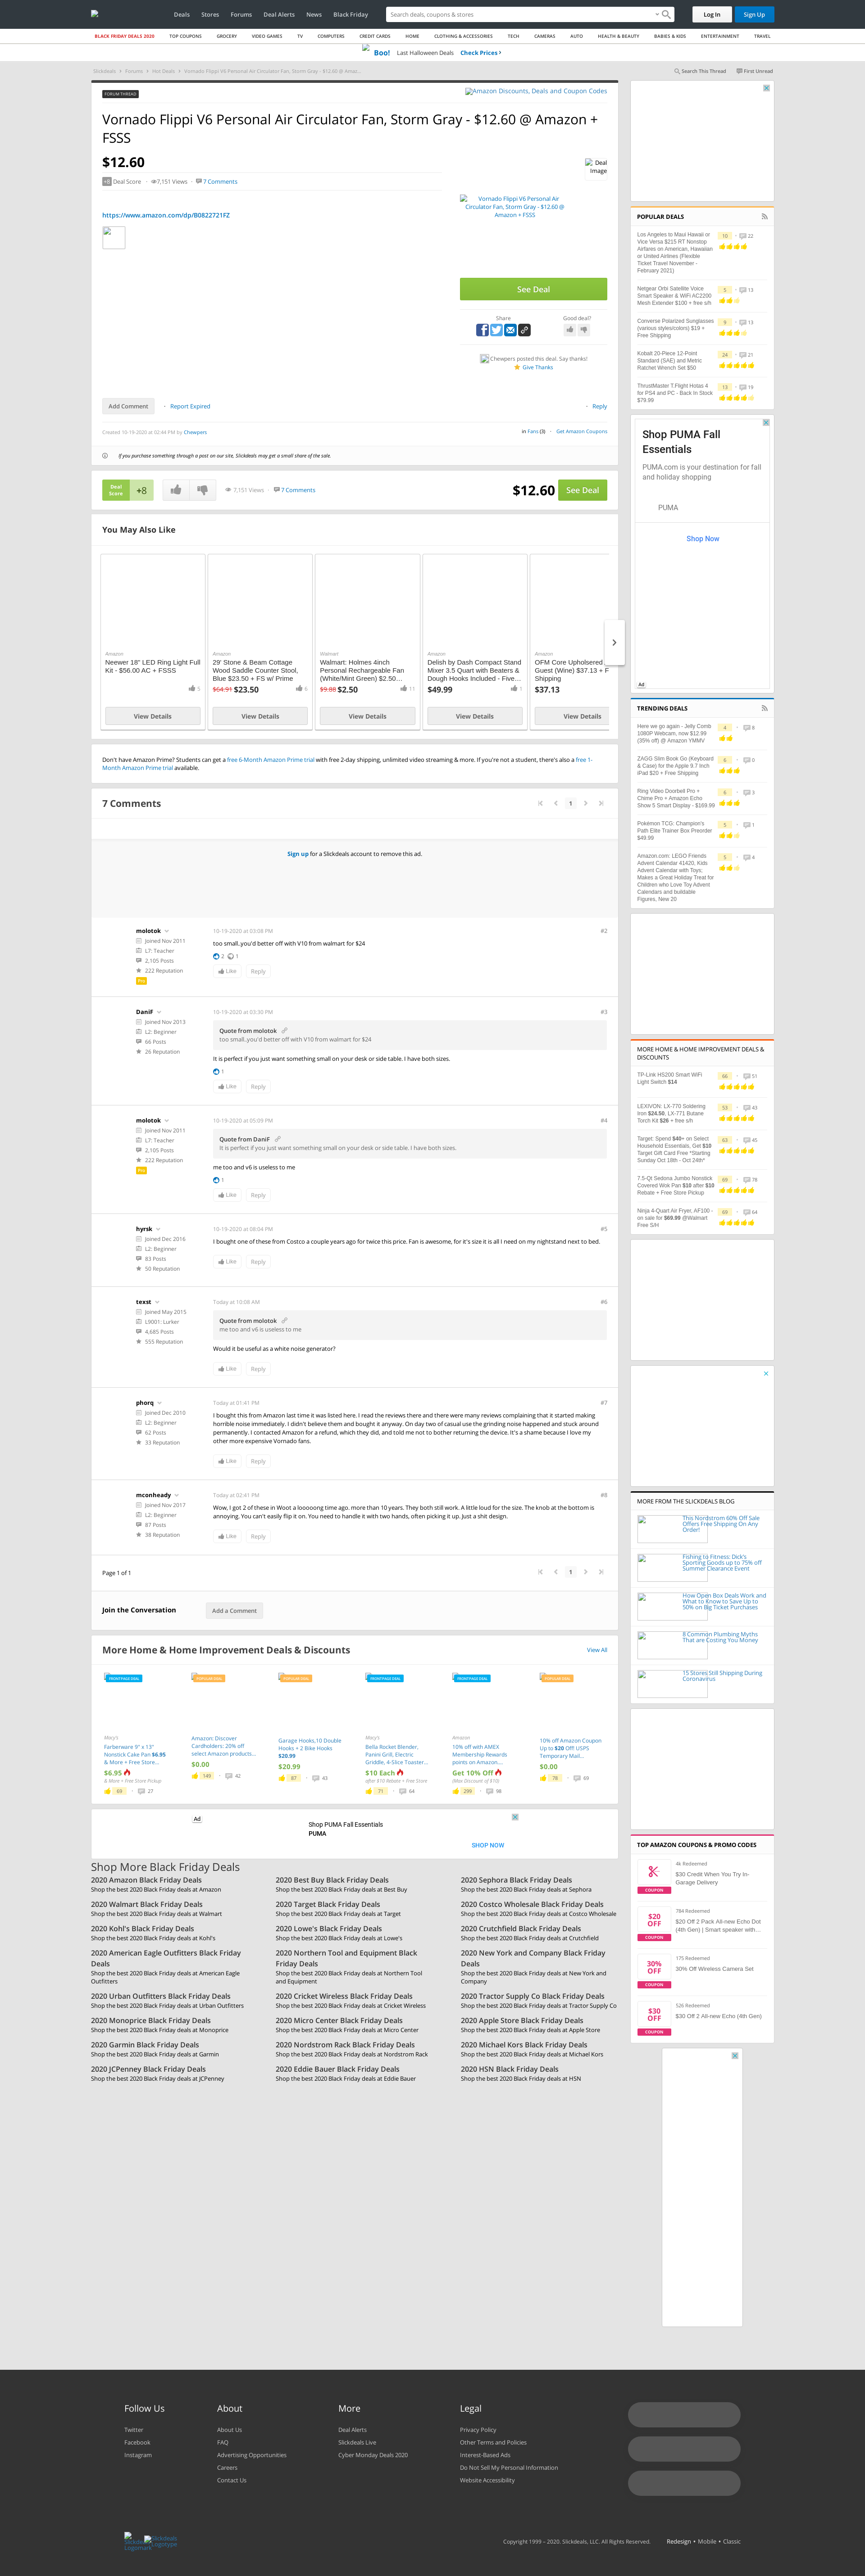 Deals Stores Forums Deal Alerts News Black Friday
Search deals, coupons & stores
Log In Sign Up
BLACK FRIDAY DEALS 2020 TOP COUPONS GROCERY VIDEO GAMES TV COMPUTERS CREDIT CARDS HOME CLOTHING & ACCESSORIES TECH CAMERAS AUTO HEALTH & BEAUTY BABIES & KIDS ENTERTAINMENT TRAVEL
Boo! Last Halloween Deals Check Prices ›
Slickdeals › Forums › Hot Deals › Vornado Flippi V6 Personal Air Circulator Fan, Storm Gray - $12.60 @ Amaz...
Search This Thread First Unread
FORUM THREAD
Amazon Discounts, Deals and Coupon Codes
Vornado Flippi V6 Personal Air Circulator Fan, Storm Gray - $12.60 @ Amazon +
FSSS
$12.60
+8 Deal Score 7,151 Views 7 Comments
Deal
Image
https://www.amazon.com/dp/B0822721FZ
Vornado Flippi V6 Personal Air
Circulator Fan, Storm Gray - $12.60 @
Amazon + FSSS
See Deal
Share Good deal?
Chewpers posted this deal. Say thanks!
Give Thanks
Add Comment Report Expired Reply
Created 10-19-2020 at 02:44 PM by Chewpers
in Fans (3) Get Amazon Coupons
If you purchase something through a post on our site, Slickdeals may get a small share of the sale.
Deal
Score
+8
7,151 Views 7 Comments
$12.60 See Deal
You May Also Like
Amazon
Neewer 18" LED Ring Light Full
Kit - $56.00 AC + FSSS
5
View Details
Amazon
29' Stone & Beam Cottage
Wood Saddle Counter Stool,
Blue $23.50 + FS w/ Prime
$64.91 $23.50 6
View Details
Walmart
Walmart: Holmes 4inch
Personal Rechargeable Fan
(White/Mint Green) $2.50...
$9.88 $2.50 11
View Details
Amazon
Delish by Dash Compact Stand
Mixer 3.5 Quart with Beaters &
Dough Hooks Included - Five...
$49.99 1
View Details
Amazon
OFM Core Upholsered
Guest (Wine) $37.13 + F
Shipping
$37.13
View Details
Don't have Amazon Prime? Students can get a free 6-Month Amazon Prime trial with free 2-day shipping, unlimited video streaming & more. If you're not a student, there's also a free 1-
Month Amazon Prime trial available.
7 Comments
1
Sign up for a Slickdeals account to remove this ad.
molotok
Joined Nov 2011
L7: Teacher
2,105 Posts
222 Reputation
Pro
10-19-2020 at 03:08 PM #2
too small..you'd better off with V10 from walmart for $24
2 1
Like Reply
DaniF
Joined Nov 2013
L2: Beginner
66 Posts
26 Reputation
10-19-2020 at 03:30 PM #3
Quote from molotok
too small..you'd better off with V10 from walmart for $24
It is perfect if you just want something small on your desk or side table. I have both sizes.
1
Like Reply
molotok
Joined Nov 2011
L7: Teacher
2,105 Posts
222 Reputation
Pro
10-19-2020 at 05:09 PM #4
Quote from DaniF
It is perfect if you just want something small on your desk or side table. I have both sizes.
me too and v6 is useless to me
1
Like Reply
hyrsk
Joined Dec 2016
L2: Beginner
83 Posts
50 Reputation
10-19-2020 at 08:04 PM #5
I bought one of these from Costco a couple years ago for twice this price. Fan is awesome, for it's size it is all I need on my nightstand next to bed.
Like Reply
texst
Joined May 2015
L9001: Lurker
4,685 Posts
555 Reputation
Today at 10:06 AM #6
Quote from molotok
me too and v6 is useless to me
Would it be useful as a white noise generator?
Like Reply
phorq
Joined Dec 2010
L2: Beginner
62 Posts
33 Reputation
Today at 01:41 PM #7
I bought this from Amazon last time it was listed here. I read the reviews there and there were many reviews complaining that it started making
horrible noise immediately. I didn't believe them and bought it anyway. On day two of casual use the grinding noise happened and stuck around
permanently. I contacted Amazon for a refund, which they did, and told me not to bother returning the device. It's a shame because I love my
other more expensive Vornado fans.
Like Reply
mconheady
Joined Nov 2017
L2: Beginner
87 Posts
38 Reputation
Today at 02:41 PM #8
Wow, I got 2 of these in Woot a looooong time ago. more than 10 years. They both still work. A little loud for the size. The knob at the bottom is
annoying. You can't easily flip it on. You need to handle it with two hands, often picking it up. Just a shit design.
Like Reply
Page 1 of 1 1
Join the Conversation Add a Comment
More Home & Home Improvement Deals & Discounts View All
FRONTPAGE DEAL
Macy's
Farberware 9" x 13"
Nonstick Cake Pan $6.95
& More + Free Store...
$6.95
& More + Free Store Pickup
69 27
POPULAR DEAL
Amazon: Discover
Cardholders: 20% off
select Amazon products...
$0.00
149 42
POPULAR DEAL
Garage Hooks,10 Double
Hooks + 2 Bike Hooks
$20.99
$20.99
87 43
FRONTPAGE DEAL
Macy's
Bella Rocket Blender,
Panini Grill, Electric
Griddle, 4-Slice Toaster...
$10 Each
after $10 Rebate + Free Store
71 64
FRONTPAGE DEAL
Amazon
10% off with AMEX
Membership Rewards
points on Amazon...
Get 10% Off
(Max Discount of $10)
299 98
POPULAR DEAL
10% off Amazon Coupon
Up to $20 Off! USPS
Temporary Mail...
$0.00
78 69
Ad
Shop PUMA Fall Essentials
PUMA
SHOP NOW
Shop More Black Friday Deals
2020 Amazon Black Friday Deals
Shop the best 2020 Black Friday deals at Amazon
2020 Best Buy Black Friday Deals
Shop the best 2020 Black Friday deals at Best Buy
2020 Sephora Black Friday Deals
Shop the best 2020 Black Friday deals at Sephora
2020 Walmart Black Friday Deals
Shop the best 2020 Black Friday deals at Walmart
2020 Target Black Friday Deals
Shop the best 2020 Black Friday deals at Target
2020 Costco Wholesale Black Friday Deals
Shop the best 2020 Black Friday deals at Costco Wholesale
2020 Kohl's Black Friday Deals
Shop the best 2020 Black Friday deals at Kohl's
2020 Lowe's Black Friday Deals
Shop the best 2020 Black Friday deals at Lowe's
2020 Crutchfield Black Friday Deals
Shop the best 2020 Black Friday deals at Crutchfield
2020 American Eagle Outfitters Black Friday
Deals
Shop the best 2020 Black Friday deals at American Eagle
Outfitters
2020 Northern Tool and Equipment Black
Friday Deals
Shop the best 2020 Black Friday deals at Northern Tool
and Equipment
2020 New York and Company Black Friday
Deals
Shop the best 2020 Black Friday deals at New York and
Company
2020 Urban Outfitters Black Friday Deals
Shop the best 2020 Black Friday deals at Urban Outfitters
2020 Cricket Wireless Black Friday Deals
Shop the best 2020 Black Friday deals at Cricket Wireless
2020 Tractor Supply Co Black Friday Deals
Shop the best 2020 Black Friday deals at Tractor Supply Co
2020 Monoprice Black Friday Deals
Shop the best 2020 Black Friday deals at Monoprice
2020 Micro Center Black Friday Deals
Shop the best 2020 Black Friday deals at Micro Center
2020 Apple Store Black Friday Deals
Shop the best 2020 Black Friday deals at Apple Store
2020 Garmin Black Friday Deals
Shop the best 2020 Black Friday deals at Garmin
2020 Nordstrom Rack Black Friday Deals
Shop the best 2020 Black Friday deals at Nordstrom Rack
2020 Michael Kors Black Friday Deals
Shop the best 2020 Black Friday deals at Michael Kors
2020 JCPenney Black Friday Deals
Shop the best 2020 Black Friday deals at JCPenney
2020 Eddie Bauer Black Friday Deals
Shop the best 2020 Black Friday deals at Eddie Bauer
2020 HSN Black Friday Deals
Shop the best 2020 Black Friday deals at HSN
POPULAR DEALS
Los Angeles to Maui Hawaii or
Vice Versa $215 RT Nonstop
Airfares on American, Hawaiian
or United Airlines (Flexible
Ticket Travel November -
February 2021)
10 22
Netgear Orbi Satellite Voice
Smart Speaker & WiFi AC2200
Mesh Extender $100 + free s/h
5 13
Converse Polarized Sunglasses
(various styles/colors) $19 +
Free Shipping
9 13
Kobalt 20-Piece 12-Point
Standard (SAE) and Metric
Ratchet Wrench Set $50
24 21
ThrustMaster T.Flight Hotas 4
for PS4 and PC - Back In Stock
$79.99
13 19
Shop PUMA Fall
Essentials
PUMA.com is your destination for fall
and holiday shopping
PUMA
Shop Now
Ad
TRENDING DEALS
Here we go again - Jelly Comb
1080P Webcam, now $12.99
(35% off) @ Amazon YMMV
4 8
ZAGG Slim Book Go (Keyboard
& Case) for the Apple 9.7 Inch
iPad $20 + Free Shipping
6 0
Ring Video Doorbell Pro +
Chime Pro + Amazon Echo
Show 5 Smart Display - $169.99
6 3
Pokémon TCG: Champion's
Path Elite Trainer Box Preorder
$49.99
5 1
Amazon.com: LEGO Friends
Advent Calendar 41420, Kids
Advent Calendar with Toys;
Makes a Great Holiday Treat for
Children who Love Toy Advent
Calendars and buildable
Figures, New 20
5 4
MORE HOME & HOME IMPROVEMENT DEALS &
DISCOUNTS
TP-Link HS200 Smart WiFi
Light Switch $14
66 51
LEXIVON: LX-770 Soldering
Torch $24.50, LX-771 Butane
Torch Kit $26 + free s/h
53 43
Target: Spend $40+ on Select
Household Essentials, Get $10
Target Gift Card Free *Starting
Sunday Oct 18th - Oct 24th*
63 45
7.5-Qt Sedona Jumbo Nonstick
Covered Wok Pan $10 after $10
Rebate + Free Store Pickup
69 78
Ninja 4-Quart Air Fryer, AF100 -
on sale for $69.99 @Walmart
Free S/H
69 64
MORE FROM THE SLICKDEALS BLOG
This Nordstrom 60% Off Sale
Offers Free Shipping On Any
Order!
Fishing to Fitness: Dick's
Sporting Goods up to 75% off
Summer Clearance Event
How Open Box Deals Work and
What to Know to Save Up to
50% on Big Ticket Purchases
8 Common Plumbing Myths
That are Costing You Money
15 Stores Still Shipping During
Coronavirus
TOP AMAZON COUPONS & PROMO CODES
4k Redeemed
$30 Credit When You Try In-
Garage Delivery
COUPON
784 Redeemed
$20
OFF
$20 Off 2 Pack All-new Echo Dot
(4th Gen) | Smart speaker with...
COUPON
175 Redeemed
30%
OFF
30% Off Wireless Camera Set
COUPON
526 Redeemed
$30
OFF
$30 Off 2 All-new Echo (4th Gen)
COUPON
Follow Us
Twitter
Facebook
Instagram
About
About Us
FAQ
Advertising Opportunities
Careers
Contact Us
More
Deal Alerts
Slickdeals Live
Cyber Monday Deals 2020
Legal
Privacy Policy
Other Terms and Policies
Interest-Based Ads
Do Not Sell My Personal Information
Website Accessibility
Copyright 1999 – 2020. Slickdeals, LLC. All Rights Reserved. Redesign • Mobile • Classic